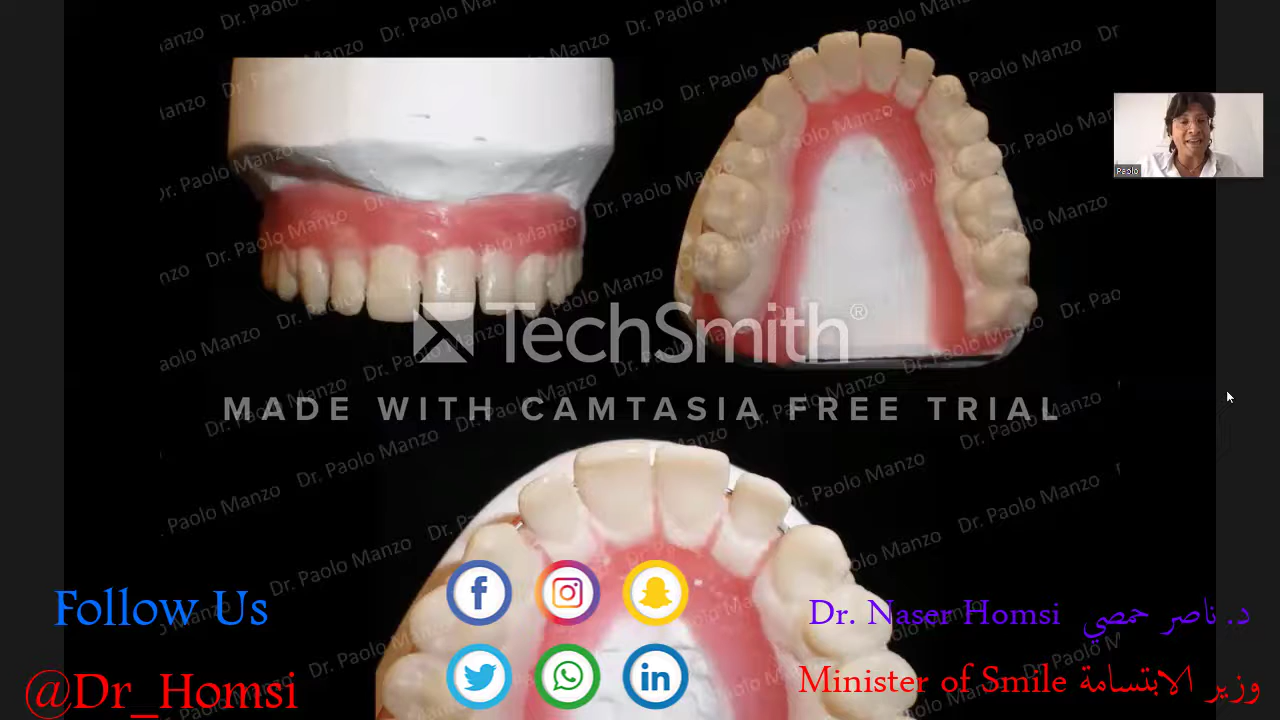 Dr. Paolo Manzo
Paolo
TechSmith®
MADE WITH CAMTASIA FREE TRIAL
Follow Us
@Dr_Homsi
Dr. Naser Homsi د. ناصر حمصي
Minister of Smile وزير الابتسامة